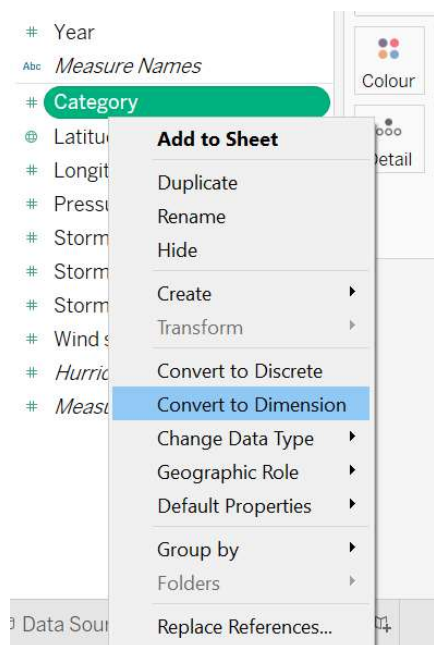 # Year
Abc Measure Names
# Category
Latitu
# Longit
# Pressu
# Storm
# Storm
# Storm
# Wind s
# Hurric
# Measu
Colour
Detail
Add to Sheet
Duplicate
Rename
Hide
Create
Transform
Convert to Discrete
Convert to Dimension
Change Data Type
Geographic Role
Default Properties
Group by
Folders
Replace References...
Data Sour